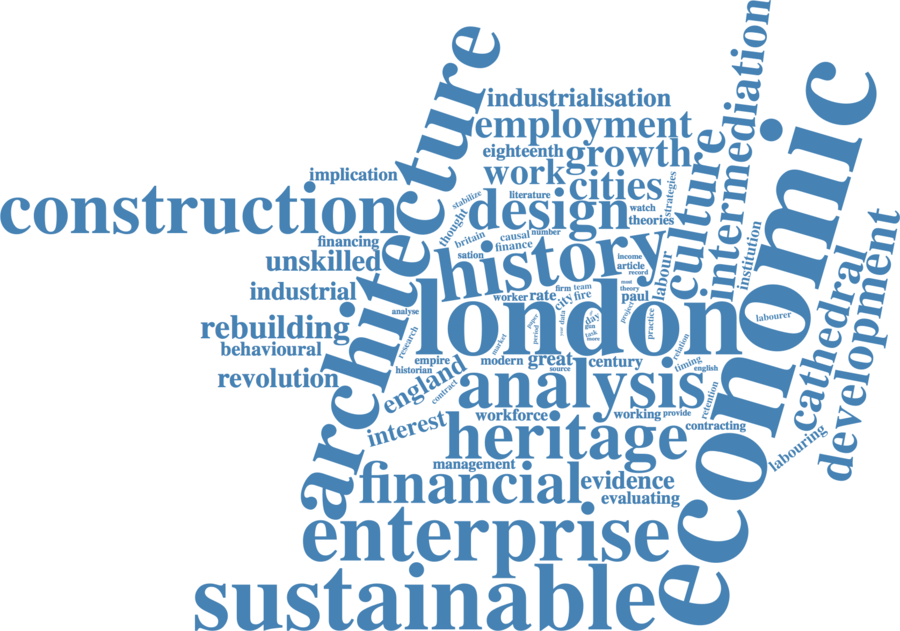 architecture
industrialisation
employment
eighteenth
growth
intermediation
economic
culture
work
cities
strategies
implication
construction
stabilize
literature
design
watch
theories
thought
britain
causal
number
finance
sation
financing
unskilled
history
labour
income
article
record
institution
development
cathedral
industrial
london
worker
rate
firm
team
city
fire
most
theory
paul
project
practice
labourer
analyse
rebuilding
research
market
paper
period
data
day
task
more
relation
behavioural
empire
historian
modern
great
source
century
timing
english
revolution
england
contract
analysis
retention
interest
workforce
working
provide
contracting
heritage
labouring
management
financial
evidence
evaluating
enterprise
sustainable